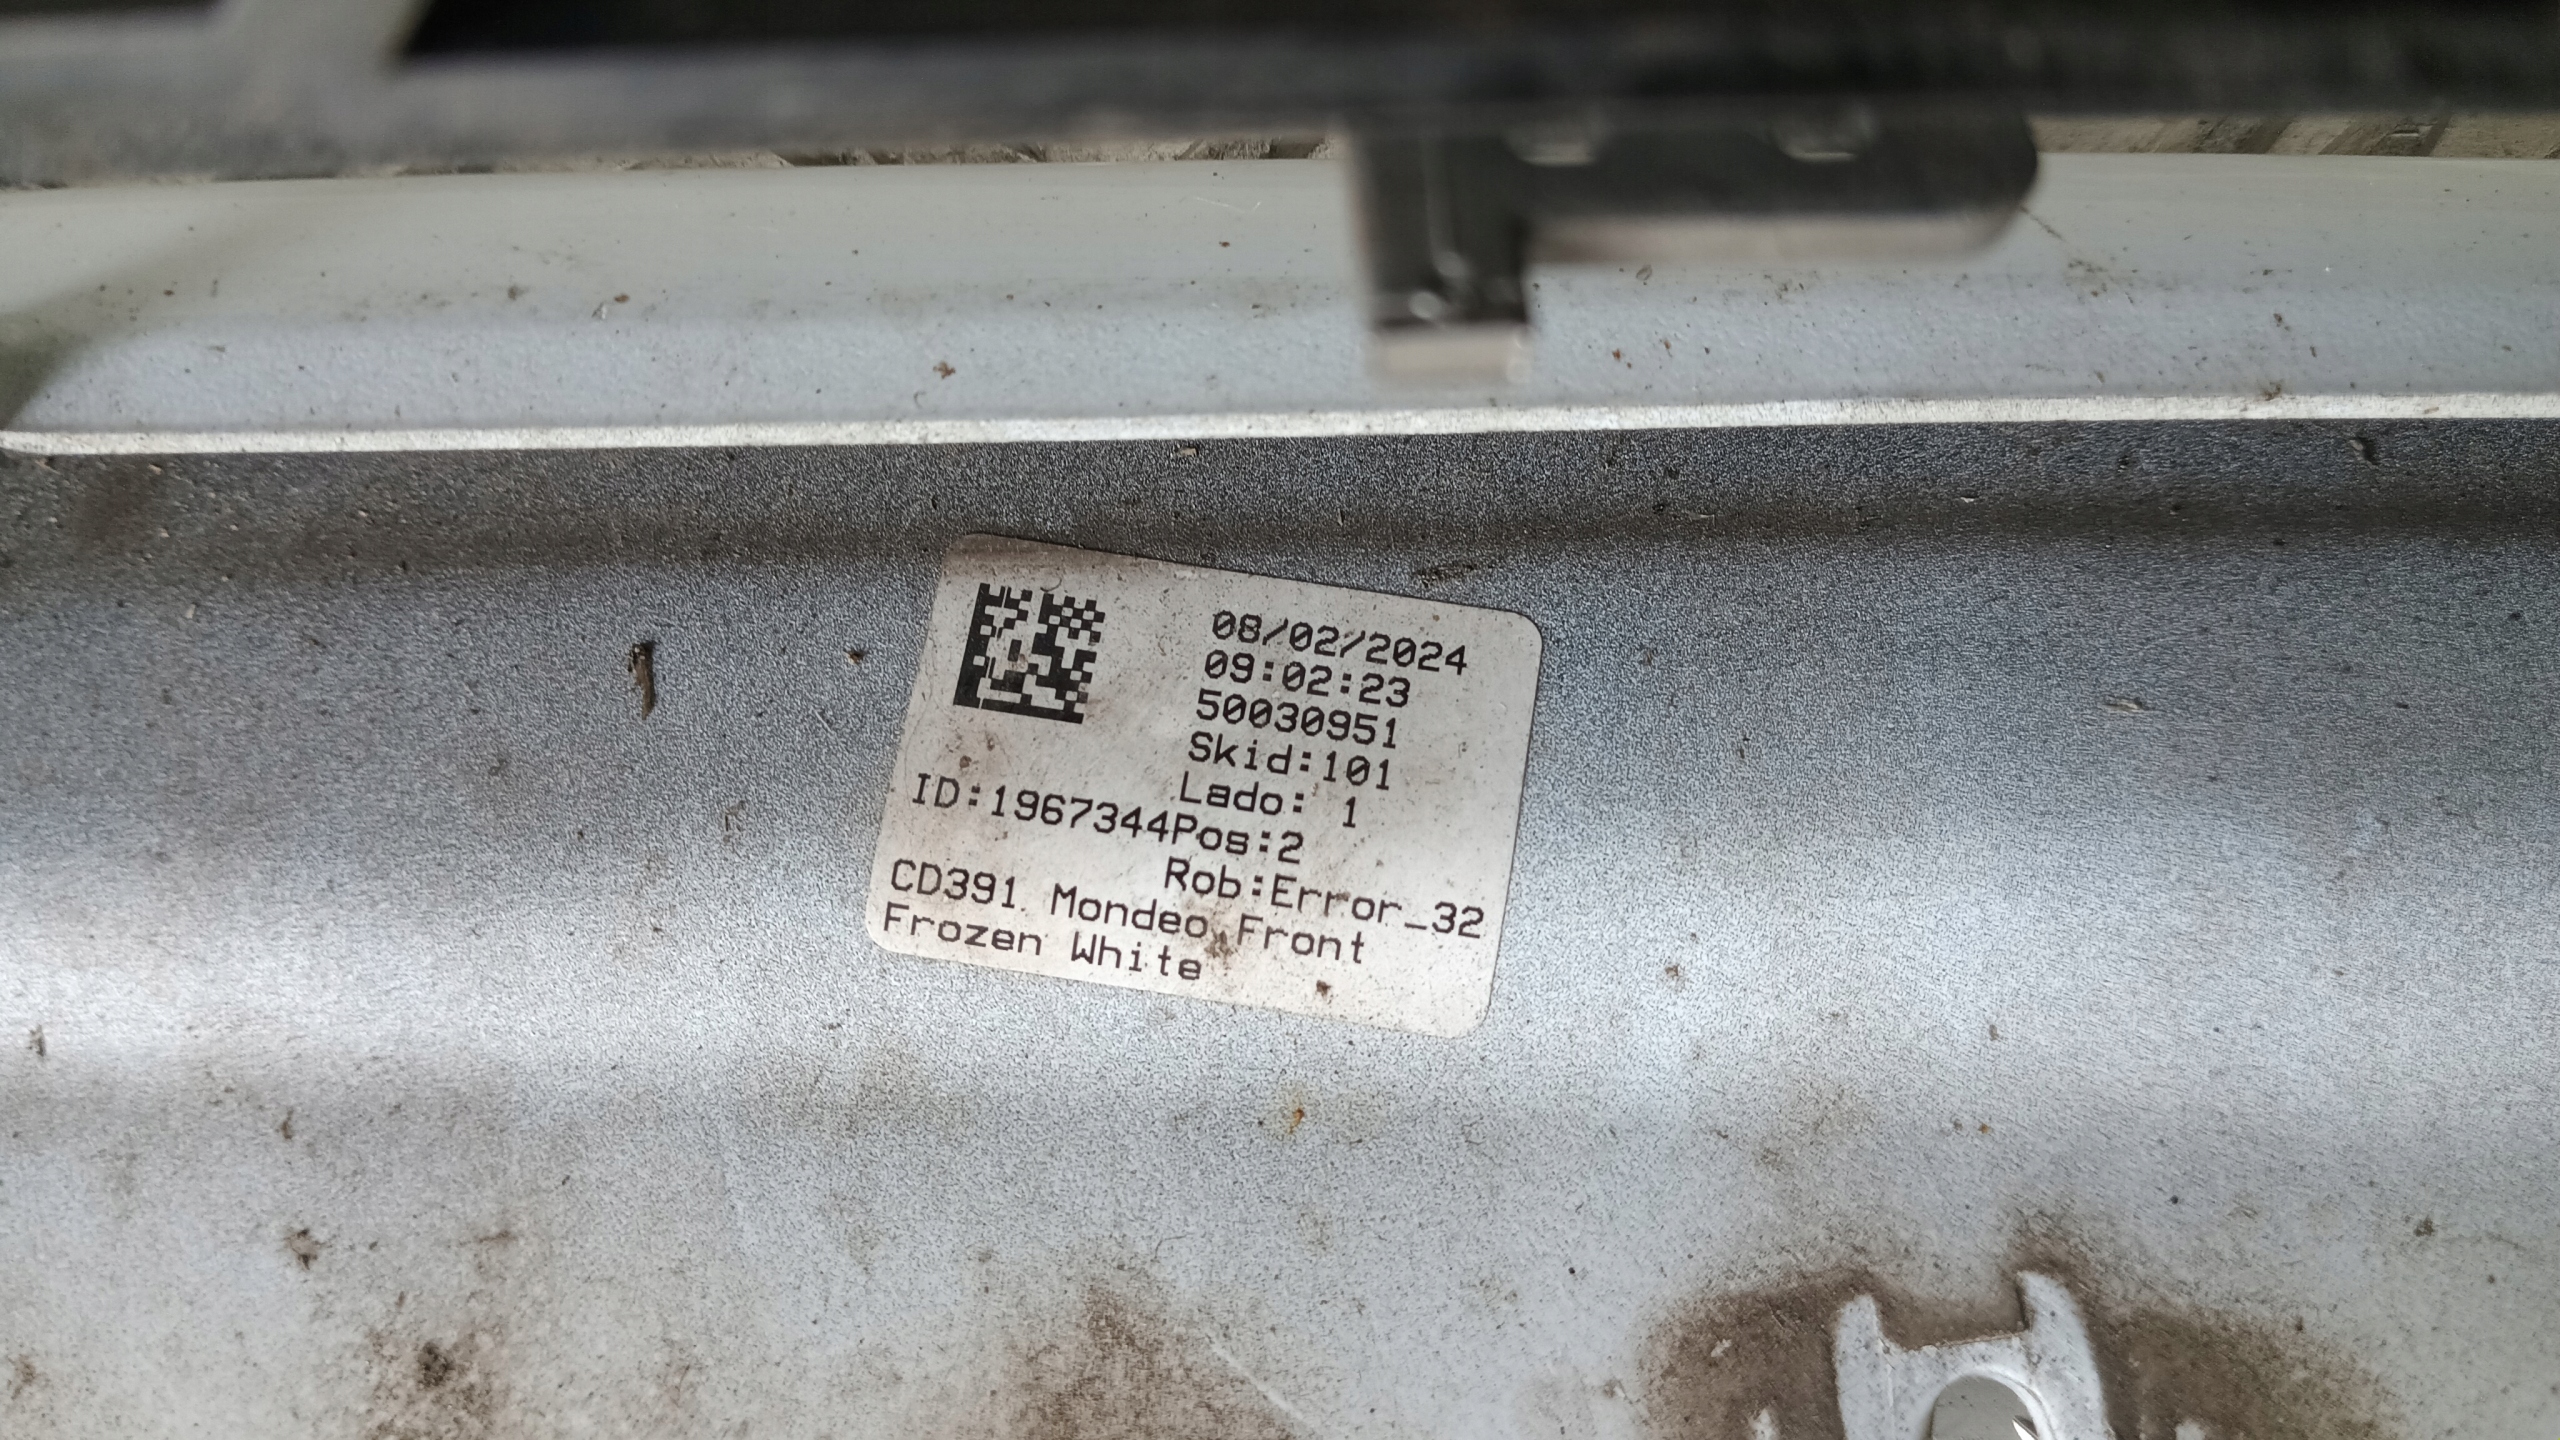 08/02/2024
09:02:23
50030951
Skid:101
Lado: 1
ID:1967344Pos:2
Rob:Error_32
CD391 Mondeo Front
Frozen White